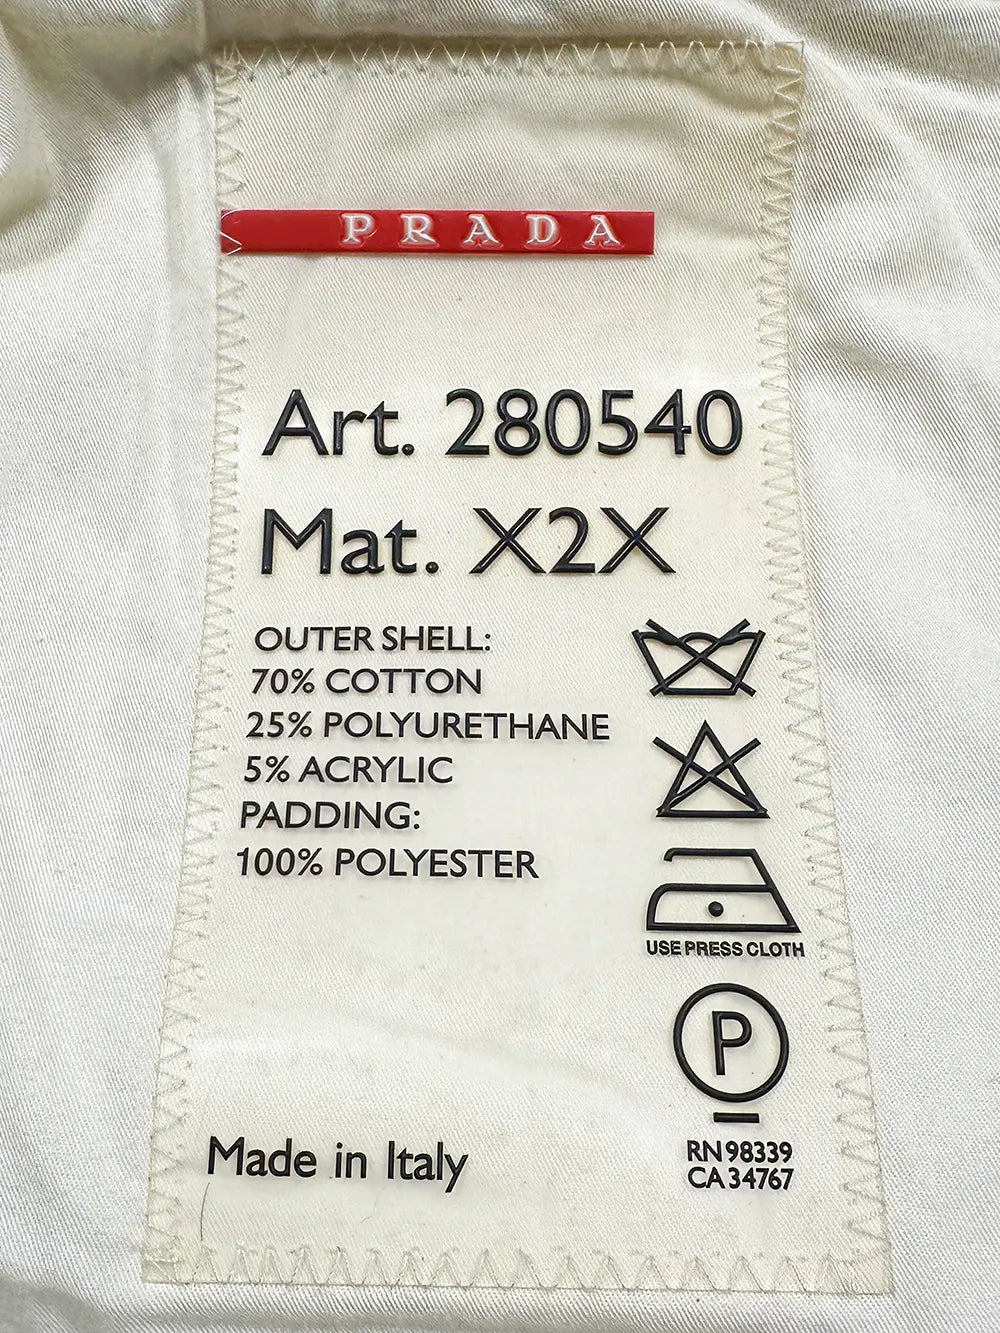 PRADA
Art. 280540
Mat. X2X
OUTER SHELL:
70% COTTON
25% POLYURETHANE
5% ACRYLIC
PADDING:
100% POLYESTER
USE PRESS CLOTH
P
Made in Italy
RN 98339
CA 34767